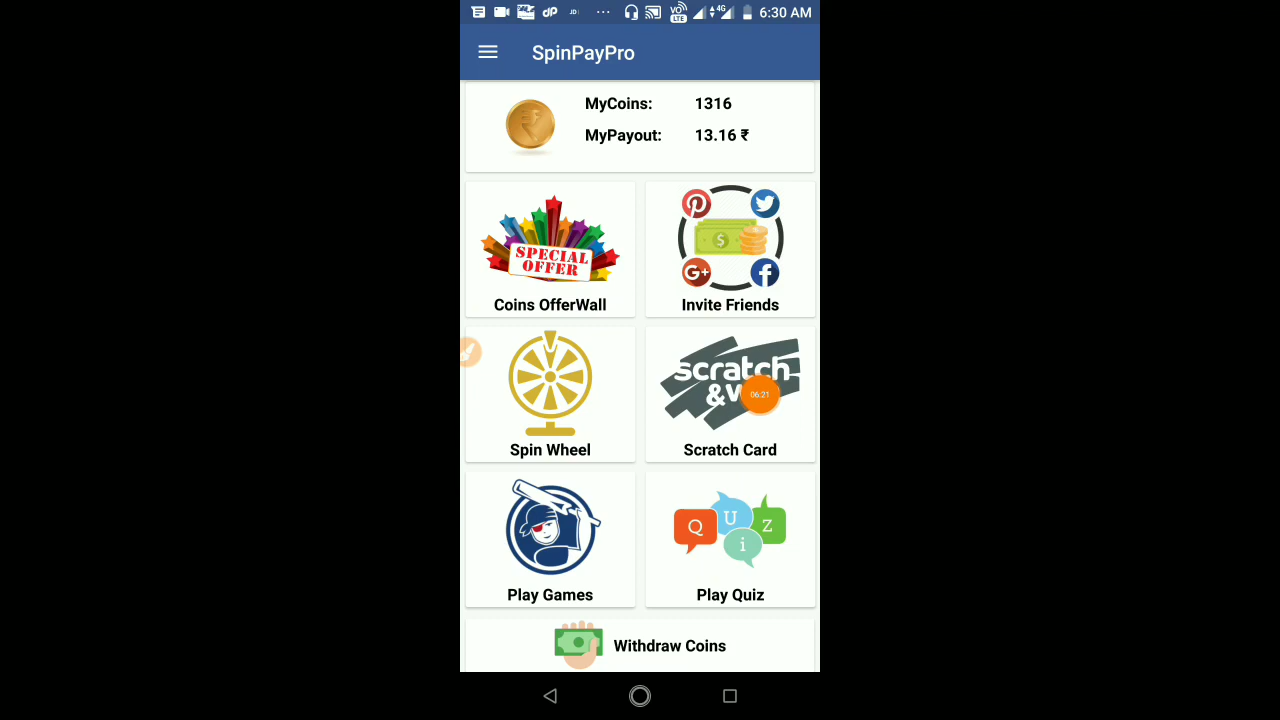 6:30 AM
SpinPayPro
MyCoins: 1316
MyPayout: 13.16 ₹
SPECIAL
OFFER
Coins OfferWall
Invite Friends
scratch
&W
06:21
Spin Wheel
Scratch Card
Q U i Z
Play Games
Play Quiz
Withdraw Coins